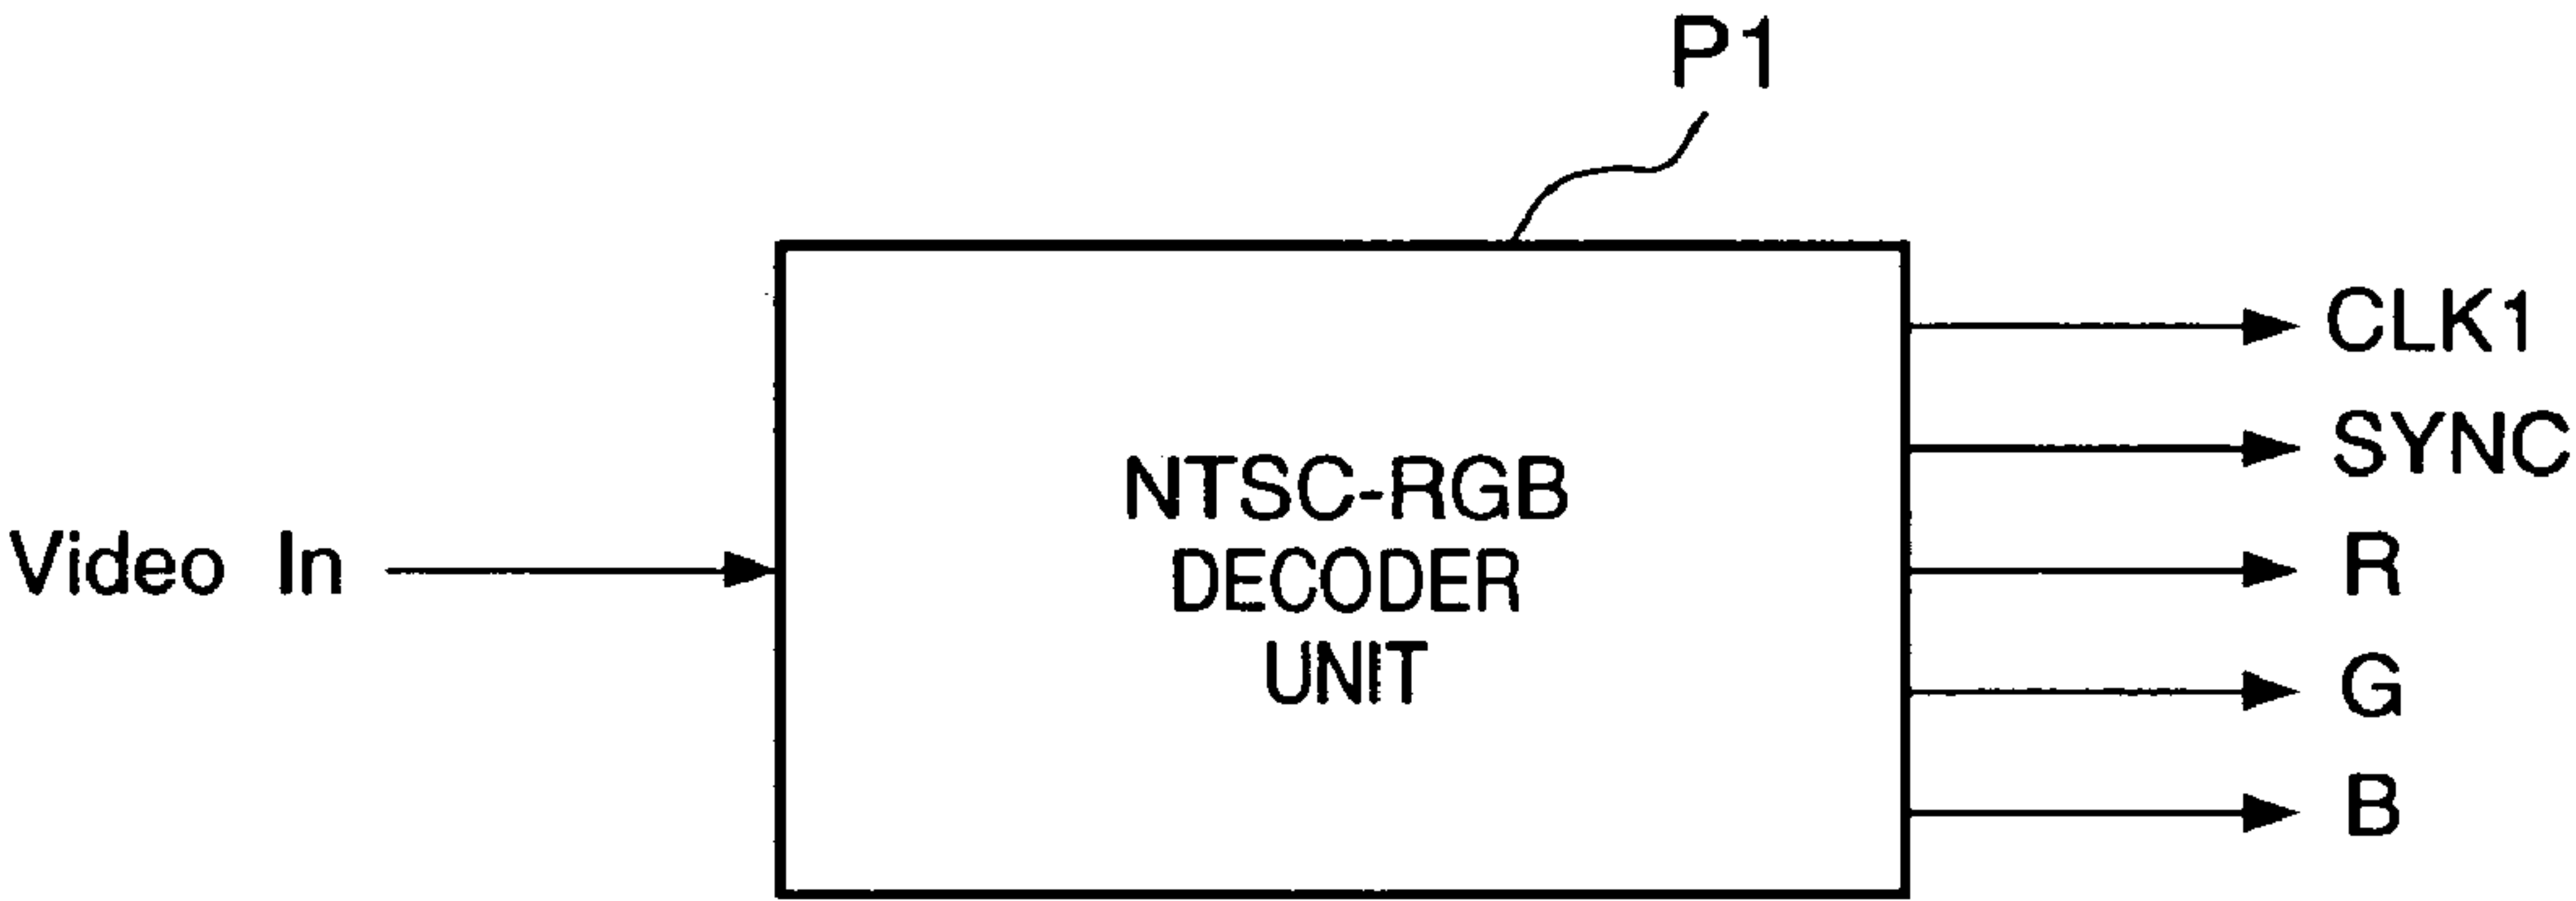 P1
CLK1
SYNC
NTSC-RGB
DECODER
UNIT
Video In
R
G
B